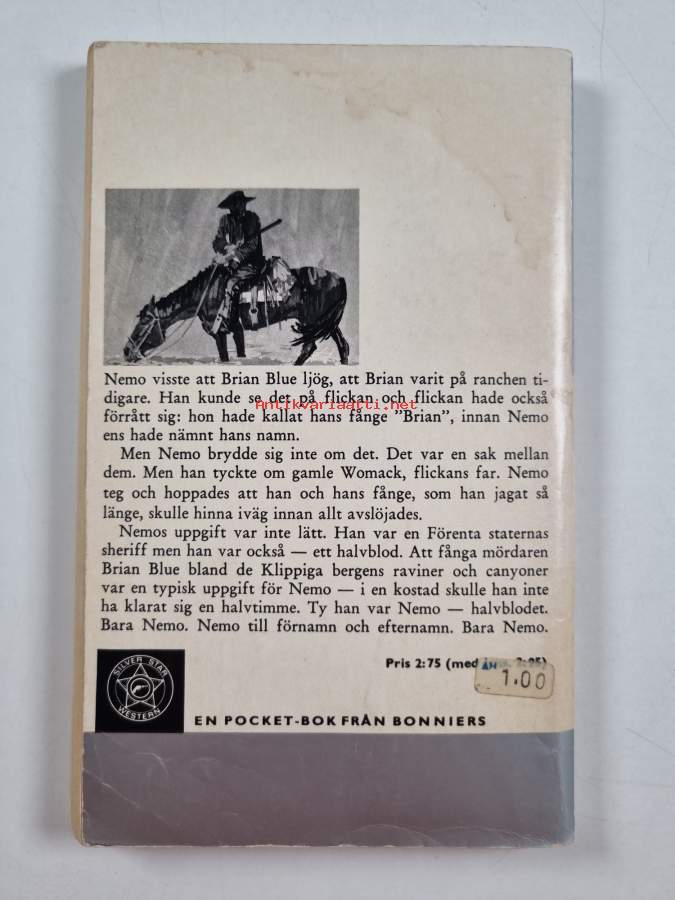 Nemo visste att Brian Blue ljög, att Brian varit på ranchen ti-
digare. Han kunde se det på flickan och flickan hade också
Antikvariaatti.net
förrått sig: hon hade kallat hans fånge ”Brian”, innan Nemo
ens hade nämnt hans namn.
Men Nemo brydde sig inte om det. Det var en sak mellan
dem. Men han tyckte om gamle Womack, flickans far. Nemo
teg och hoppades att han och hans fånge, som han jagat så
länge, skulle hinna iväg innan allt avslöjades.
Nemos uppgift var inte lätt. Han var en Förenta staternas
sheriff men han var också — ett halvblod. Att fånga mördaren
Brian Blue bland de Klippiga bergens raviner och canyoner
var en typisk uppgift för Nemo — i en kostad skulle han inte
ha klarat sig en halvtimme. Ty han var Nemo — halvblodet.
Bara Nemo. Nemo till förnamn och efternamn. Bara Nemo.
SILVER STAR
WESTERN
Pris 2:75 (med
1.00
EN POCKET-BOK FRÅN BONNIERS